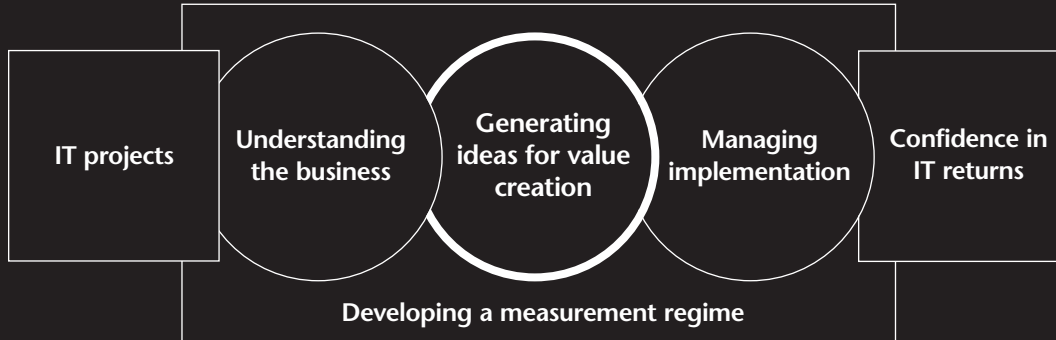 IT projects
Understanding
the business
Generating
ideas for value
creation
Managing
implementation
Confidence in
IT returns
Developing a measurement regime